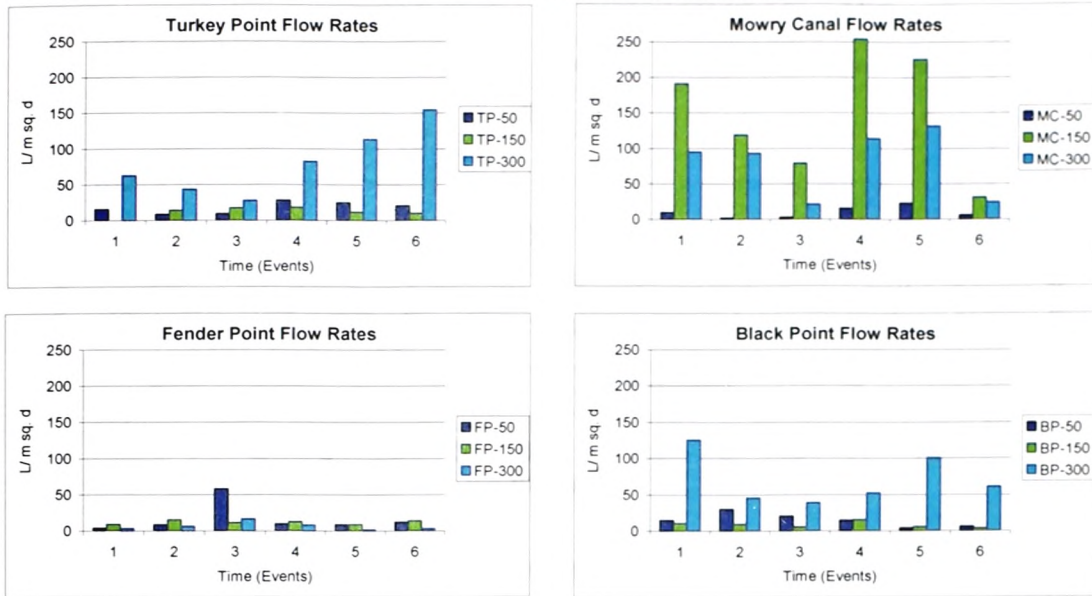 Turkey Point Flow Rates
250
200
150
100
50
0
L/ m sq. d
1 2 3 4 5 6
Time (Events)
TP-50
TP-150
TP-300
Mowry Canal Flow Rates
250
200
150
100
50
0
L/ m sq. d
1 2 3 4 5 6
Time (Events)
MC-50
MC-150
MC-300
Fender Point Flow Rates
250
200
150
100
50
0
L/ m sq. d
1 2 3 4 5 6
Time (Events)
FP-50
FP-150
FP-300
Black Point Flow Rates
250
200
150
100
50
0
L/ m sq. d
1 2 3 4 5 6
Time (Events)
BP-50
BP-150
BP-300